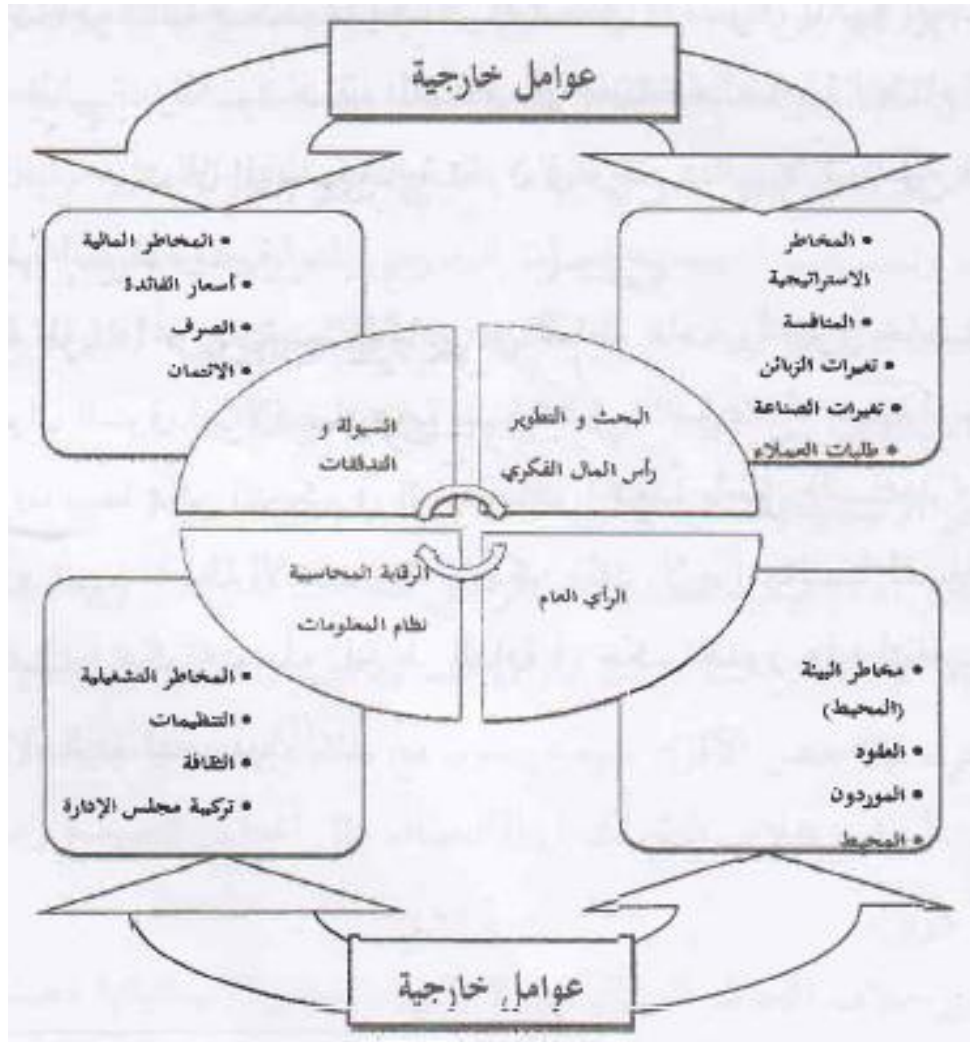 عوامل خارجية
• المخاطر
الاستراتيجية
• المنافسة
• تغيرات الزبائن
• تغيرات الصناعة
• طلبات العملاء
• المخاطر المالية
• أسعار الفائدة
• الصرف
• الائتمان
البحث و التطوير
رأس المال الفكري
السيولة و
التدفقات
الرأي العام
الرقابة المحاسبية
نظام المعلومات
• مخاطر البيئة
(المحيط)
• العقود
• الموردون
• المحيط
• المخاطر التشغيلية
• التنظيمات
• الثقافة
• تركيبة مجلس الإدارة
عوامل خارجية